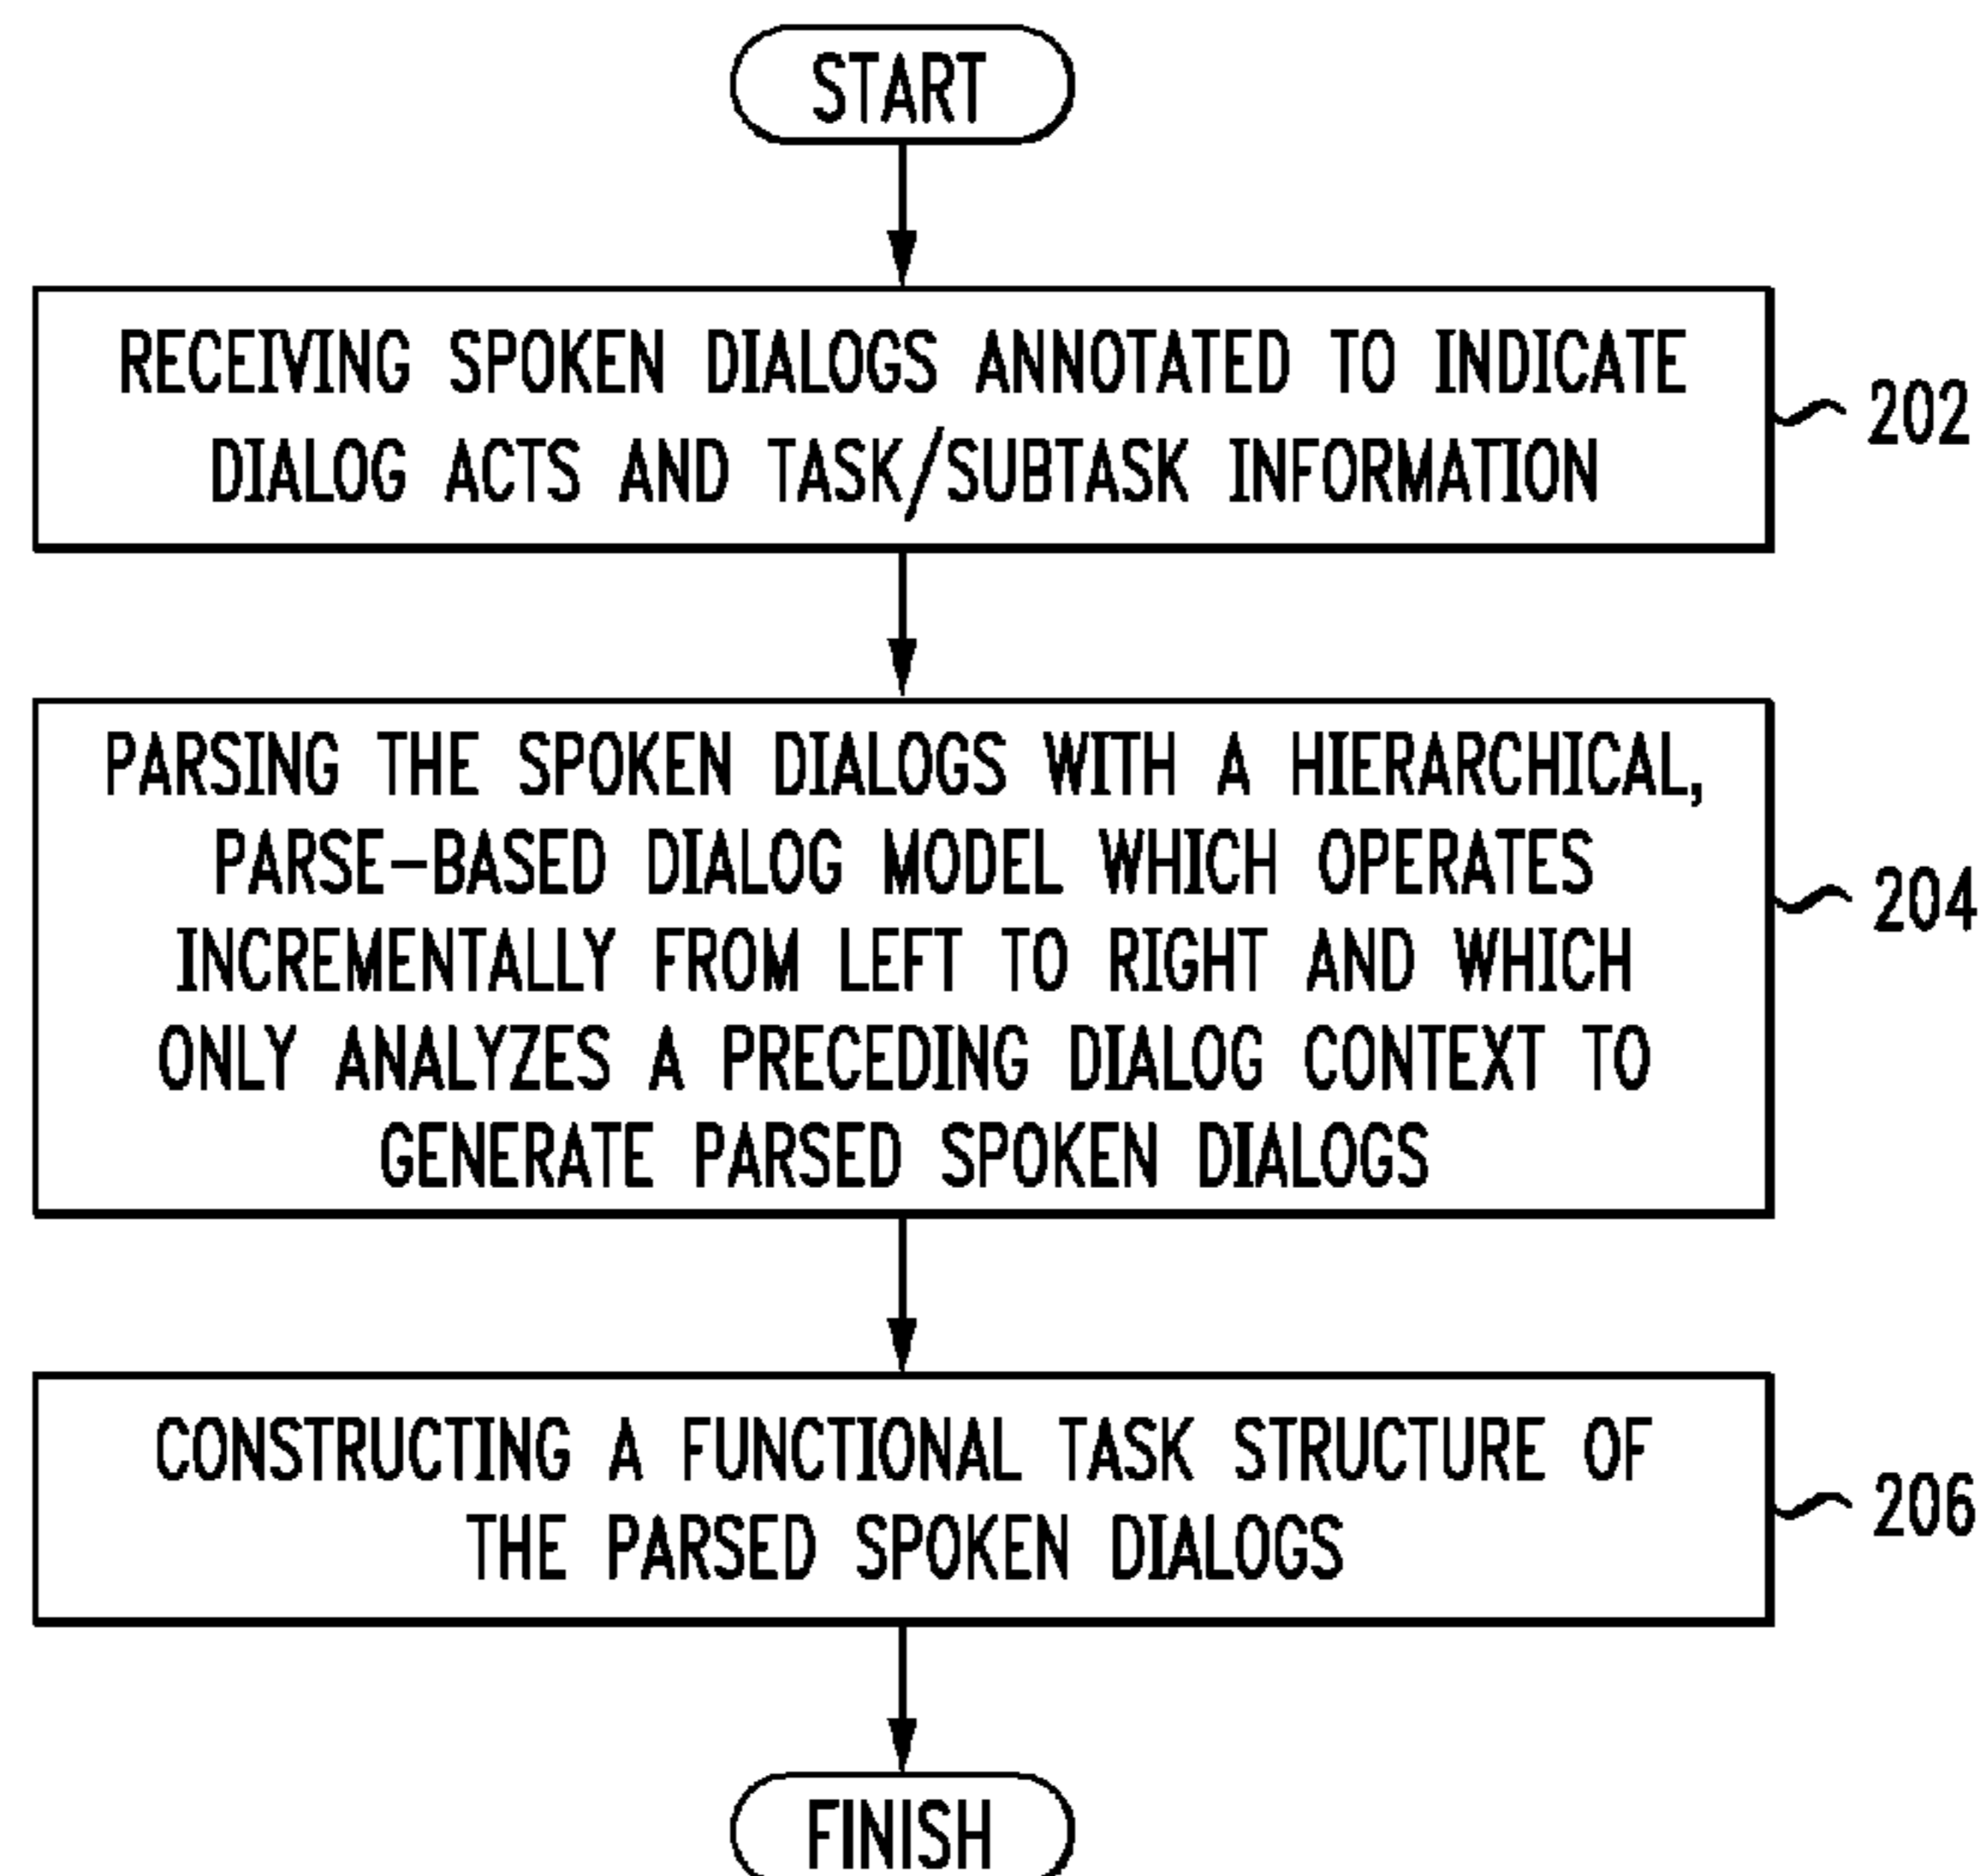 START
RECEIVING SPOKEN DIALOGS ANNOTATED TO INDICATE
DIALOG ACTS AND TASK/SUBTASK INFORMATION
202
PARSING THE SPOKEN DIALOGS WITH A HIERARCHICAL,
PARSE-BASED DIALOG MODEL WHICH OPERATES
INCREMENTALLY FROM LEFT TO RIGHT AND WHICH
ONLY ANALYZES A PRECEDING DIALOG CONTEXT TO
GENERATE PARSED SPOKEN DIALOGS
204
CONSTRUCTING A FUNCTIONAL TASK STRUCTURE OF
THE PARSED SPOKEN DIALOGS
206
FINISH